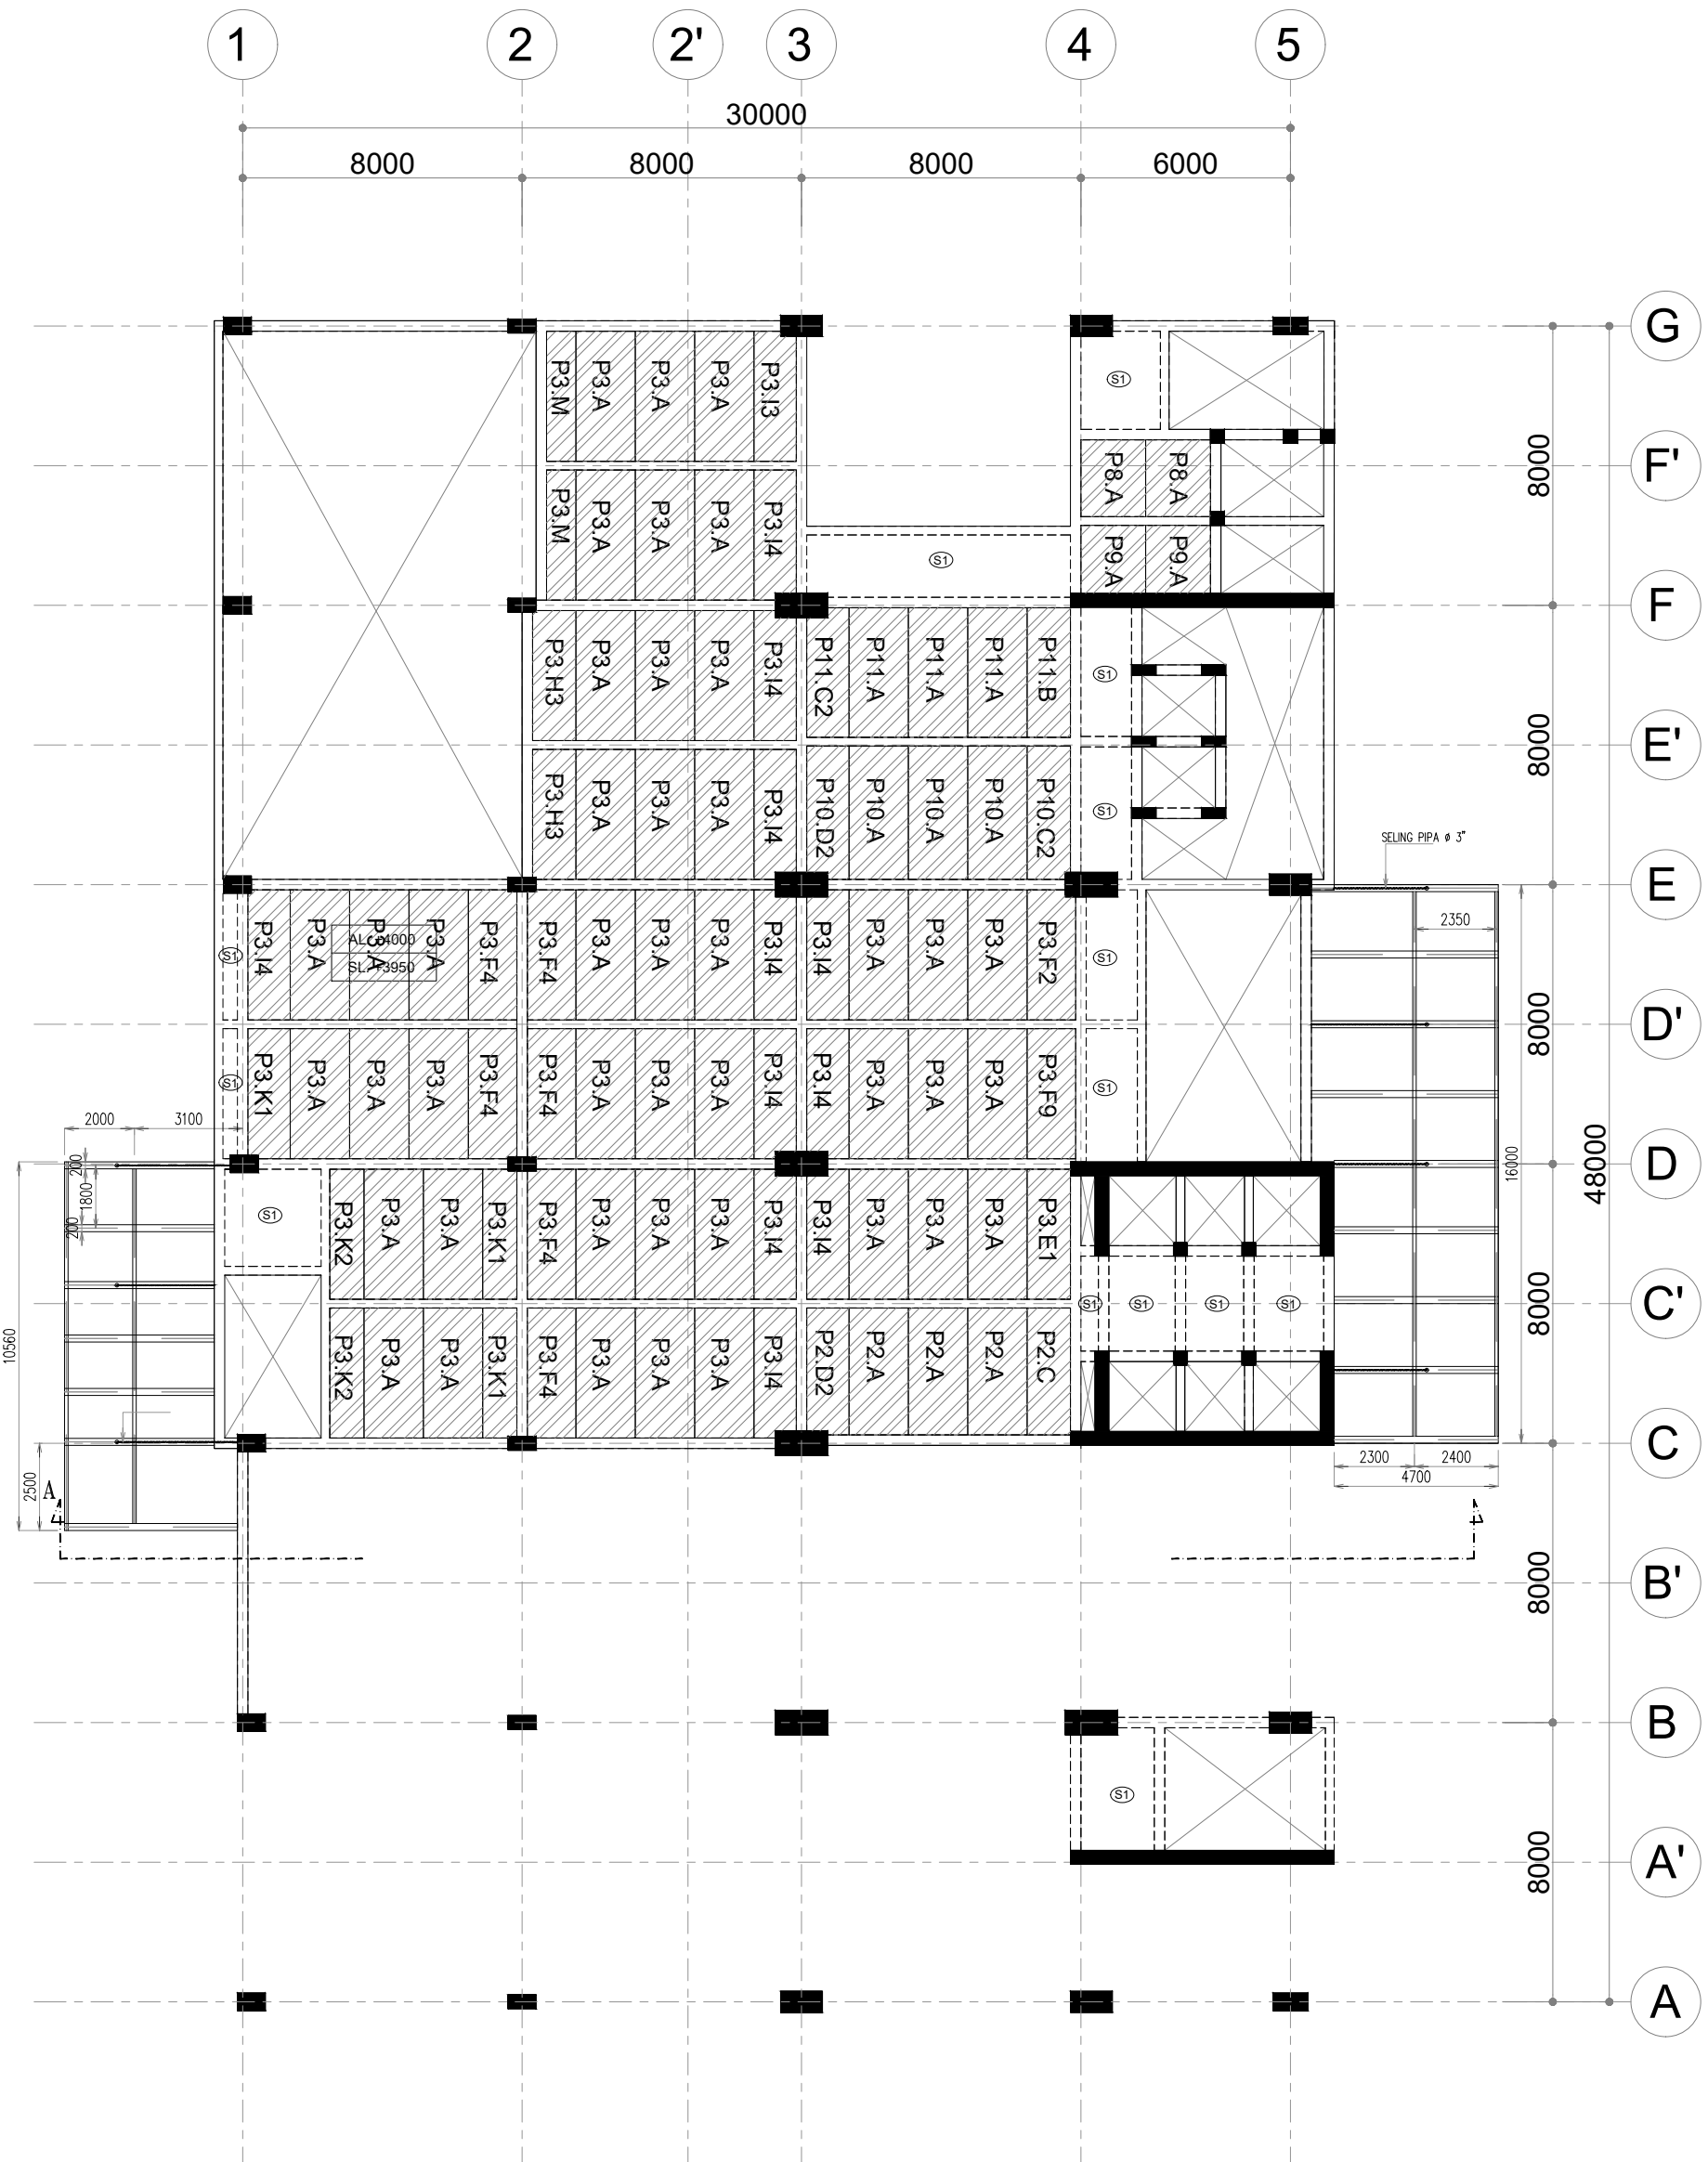 1 2 2' 3 4 5
30000
8000 8000 8000 6000
G
S1
P3.M P3.A P3.A P3.A P3.I3
F'
8000
P8.A P8.A
P3.M P3.A P3.A P3.A P3.I4
P9.A P9.A
S1
F
P3.H3 P3.A P3.A P3.A P3.I4 P11.C2 P11.A P11.A P11.A P11.B
S1
E'
8000
P3.H3 P3.A P3.A P3.A P3.I4 P10.D2 P10.A P10.A P10.A P10.C2
S1
SELING PIPA ø 3"
E
2350
S1 P3.I4 P3.A P3.A P3.A P3.F4 P3.F4 P3.A P3.A P3.A P3.I4 P3.I4 P3.A P3.A P3.A P3.F2 S1
D'
8000
S1 P3.K1 P3.A P3.A P3.A P3.F4 P3.F4 P3.A P3.A P3.A P3.I4 P3.I4 P3.A P3.A P3.A P3.F9 S1
2000 3100
D
16000
48000
200
1800
200
S1
P3.K2 P3.A P3.A P3.K1 P3.F4 P3.A P3.A P3.A P3.I4 P3.I4 P3.A P3.A P3.A P3.E1
S1 S1 S1 S1
C'
8000
10560
P3.K2 P3.A P3.A P3.K1 P3.F4 P3.A P3.A P3.A P3.I4 P2.D2 P2.A P2.A P2.A P2.C
C
2300 2400
4700
2500
A
B'
8000
B
S1
A'
8000
A